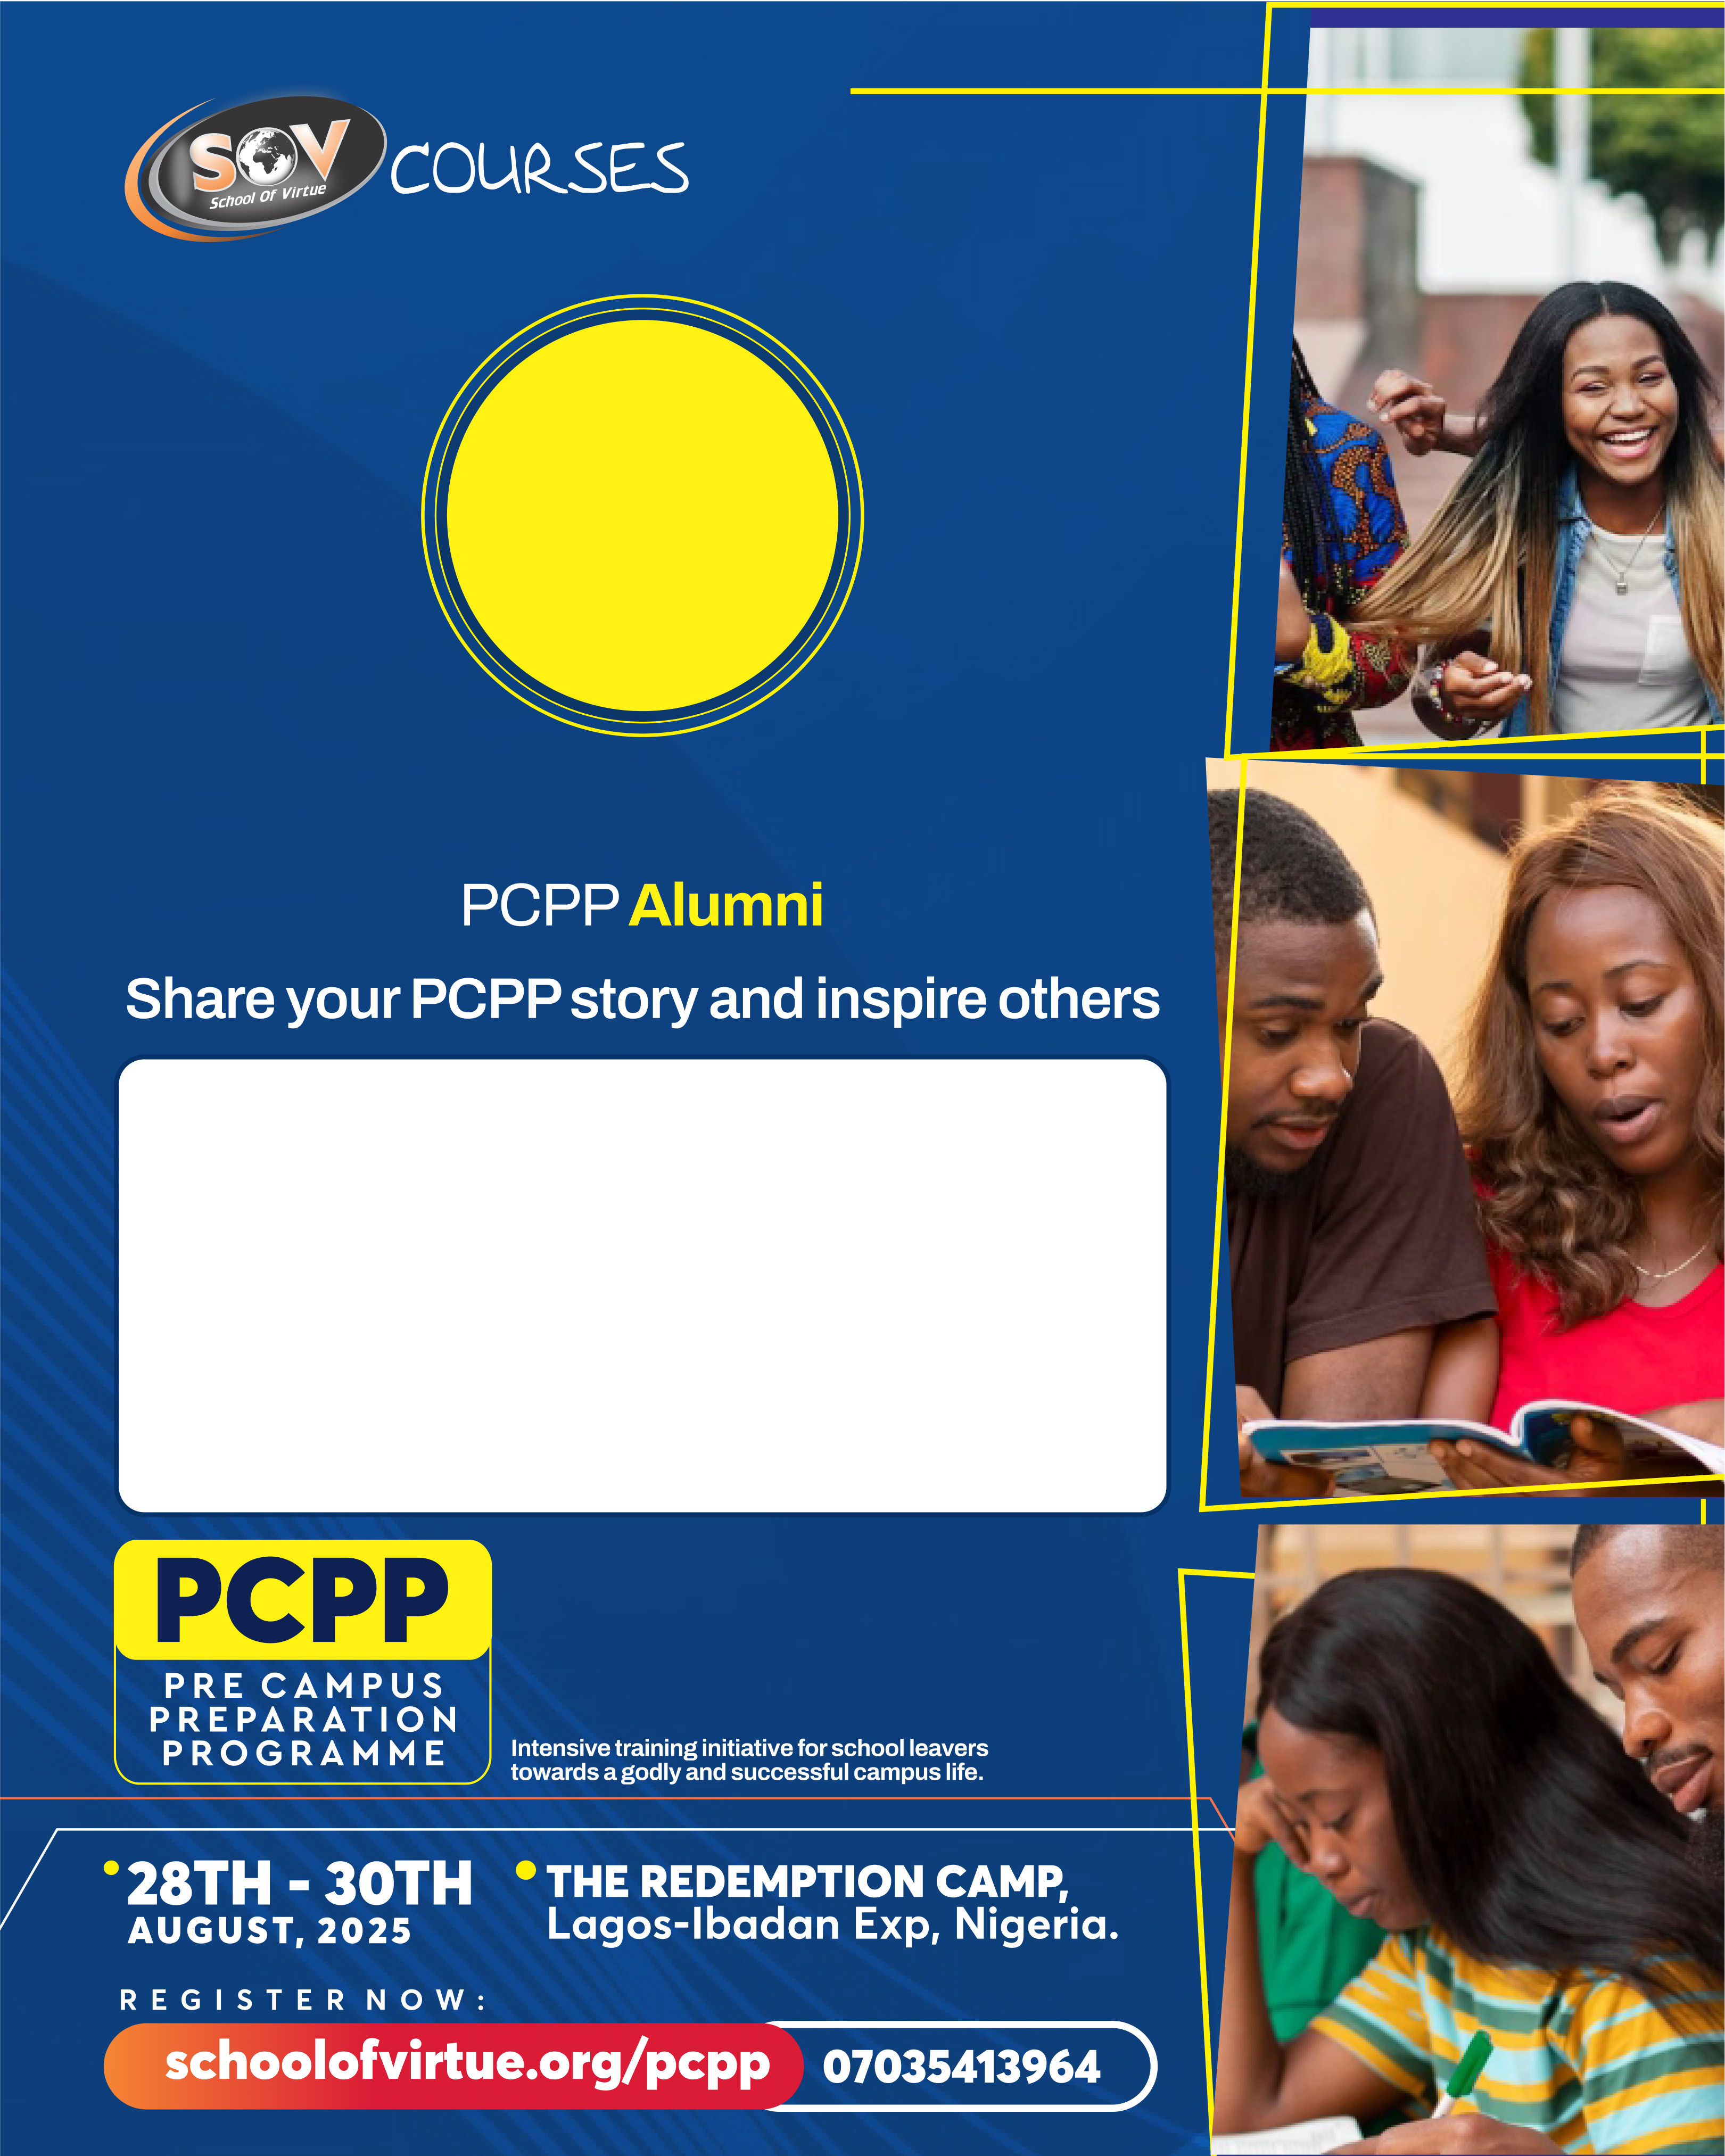 SOV
School Of Virtue
COURSES
PCPP Alumni
Share your PCPP story and inspire others
PCPP
PRE CAMPUS
PREPARATION
PROGRAMME
Intensive training initiative for school leavers
towards a godly and successful campus life.
28TH - 30TH
AUGUST, 2025
THE REDEMPTION CAMP,
Lagos-Ibadan Exp, Nigeria.
REGISTER NOW:
schoolofvirtue.org/pcpp
07035413964